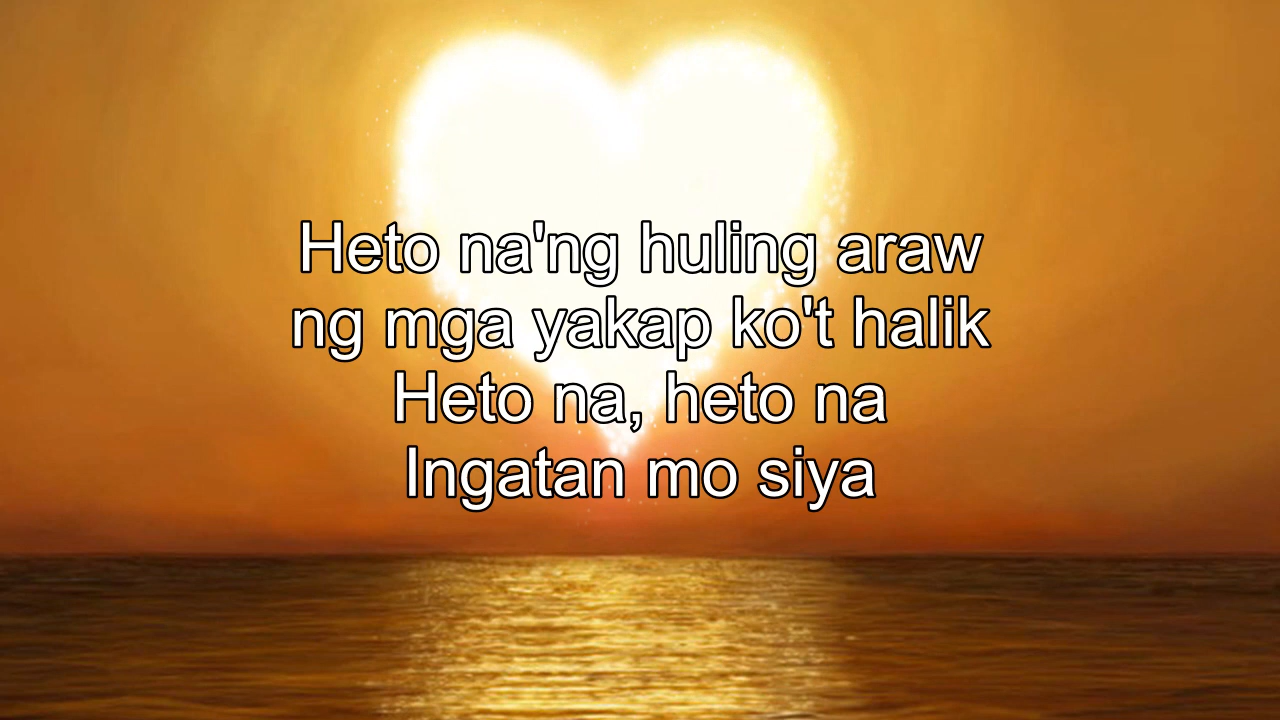 Heto na'ng huling araw
ng mga yakap ko't halik
Heto na, heto na
Ingatan mo siya